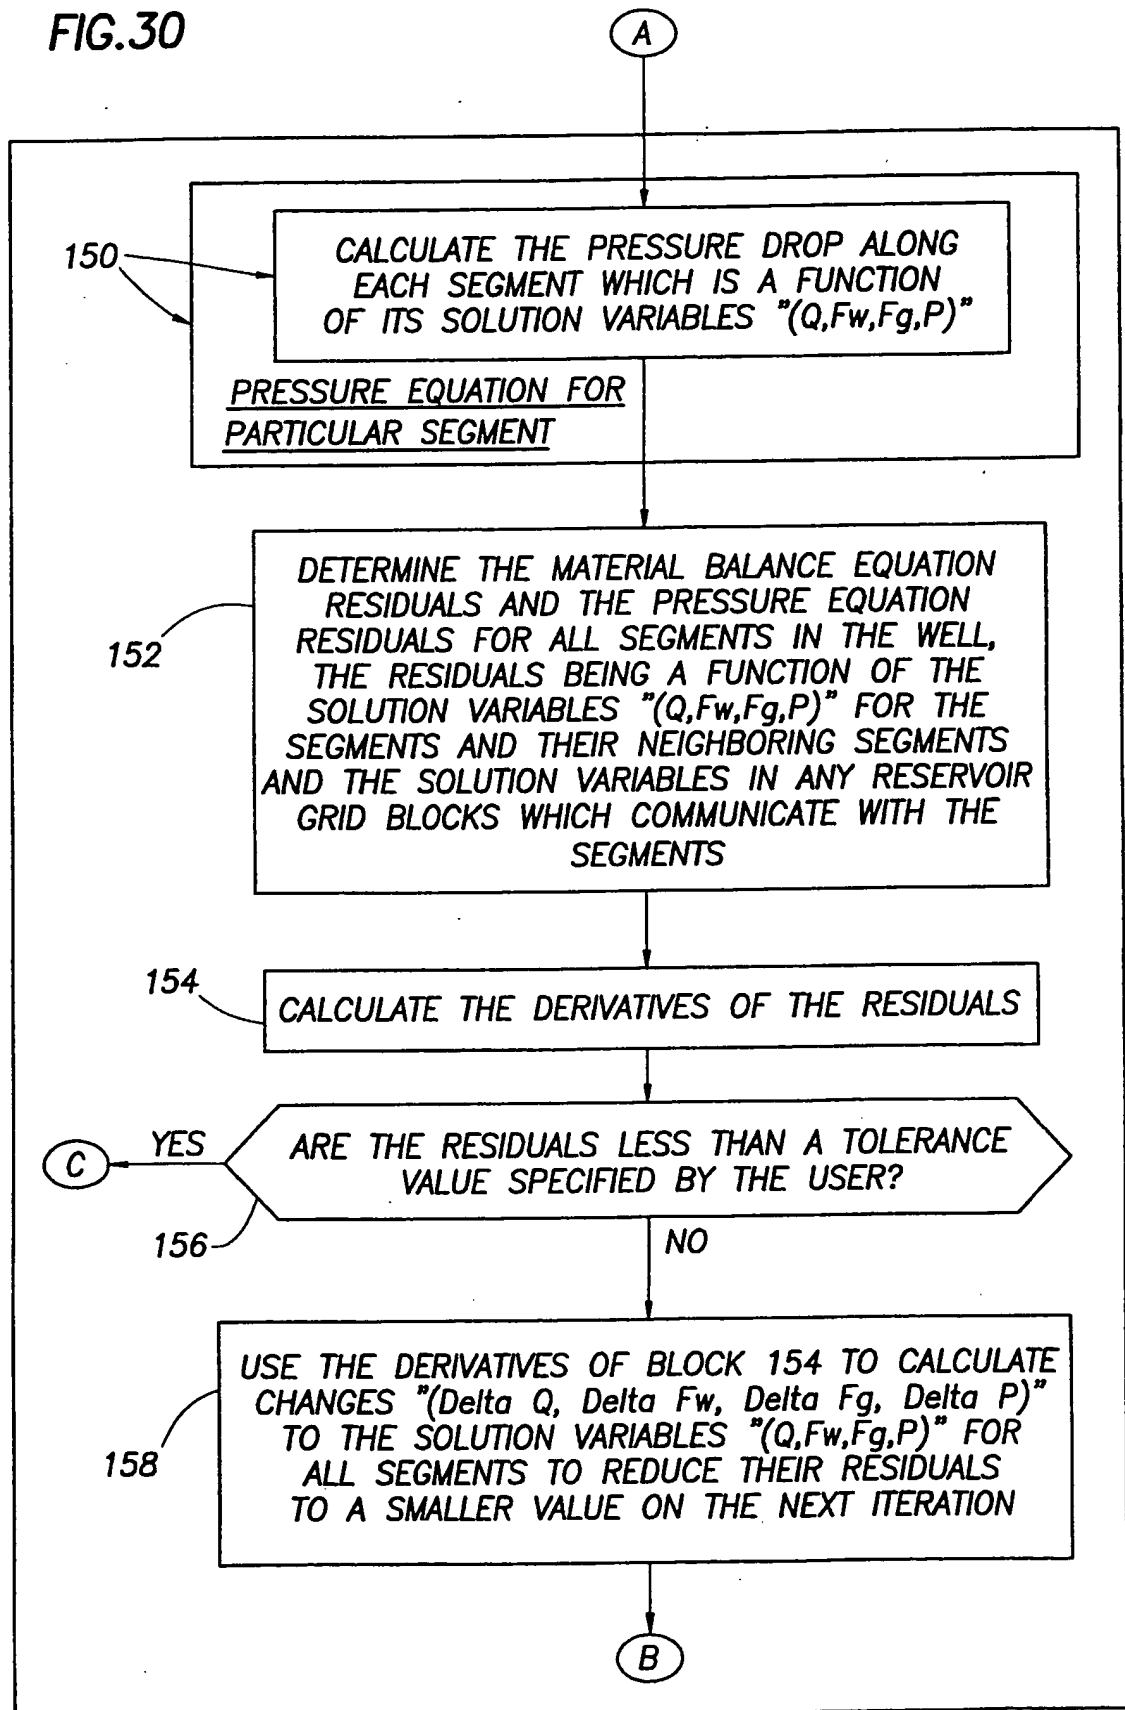 FIG.30
A
150
CALCULATE THE PRESSURE DROP ALONG
EACH SEGMENT WHICH IS A FUNCTION
OF ITS SOLUTION VARIABLES "(Q,Fw,Fg,P)"
PRESSURE EQUATION FOR
PARTICULAR SEGMENT
152
DETERMINE THE MATERIAL BALANCE EQUATION
RESIDUALS AND THE PRESSURE EQUATION
RESIDUALS FOR ALL SEGMENTS IN THE WELL,
THE RESIDUALS BEING A FUNCTION OF THE
SOLUTION VARIABLES "(Q,Fw,Fg,P)" FOR THE
SEGMENTS AND THEIR NEIGHBORING SEGMENTS
AND THE SOLUTION VARIABLES IN ANY RESERVOIR
GRID BLOCKS WHICH COMMUNICATE WITH THE
SEGMENTS
154
CALCULATE THE DERIVATIVES OF THE RESIDUALS
C
YES
ARE THE RESIDUALS LESS THAN A TOLERANCE
VALUE SPECIFIED BY THE USER?
156
NO
158
USE THE DERIVATIVES OF BLOCK 154 TO CALCULATE
CHANGES "(Delta Q, Delta Fw, Delta Fg, Delta P)"
TO THE SOLUTION VARIABLES "(Q,Fw,Fg,P)" FOR
ALL SEGMENTS TO REDUCE THEIR RESIDUALS
TO A SMALLER VALUE ON THE NEXT ITERATION
B